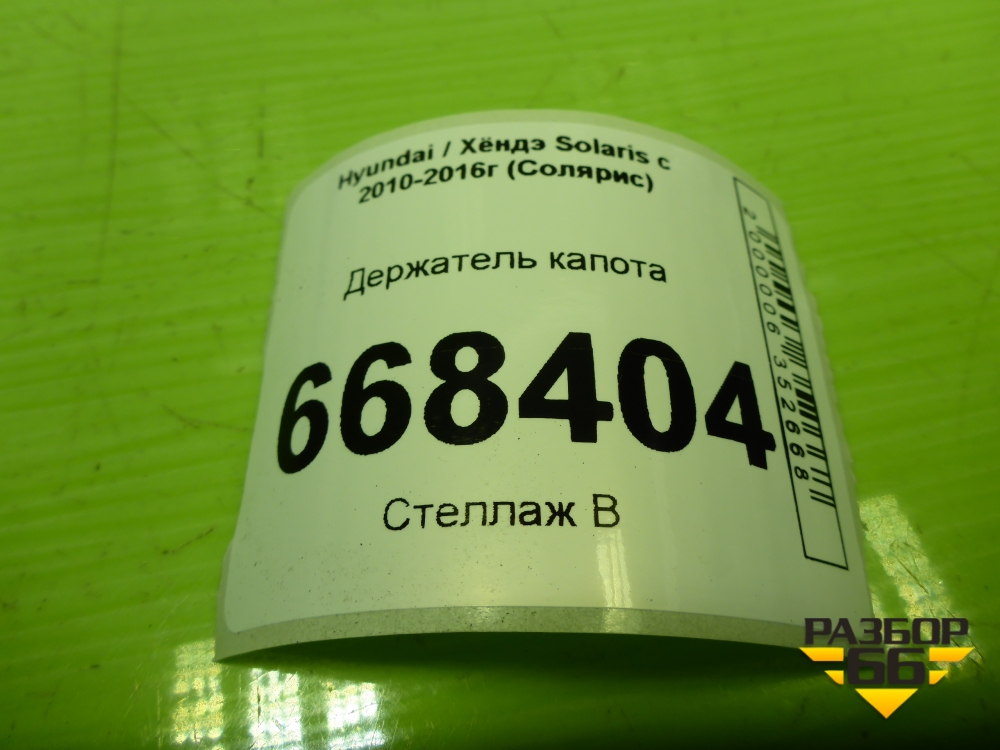 Hyundai / Хёндэ Solaris с
2010-2016г (Солярис)
Держатель капота
668404
Стеллаж В
2000006352668
РАЗБОР
66